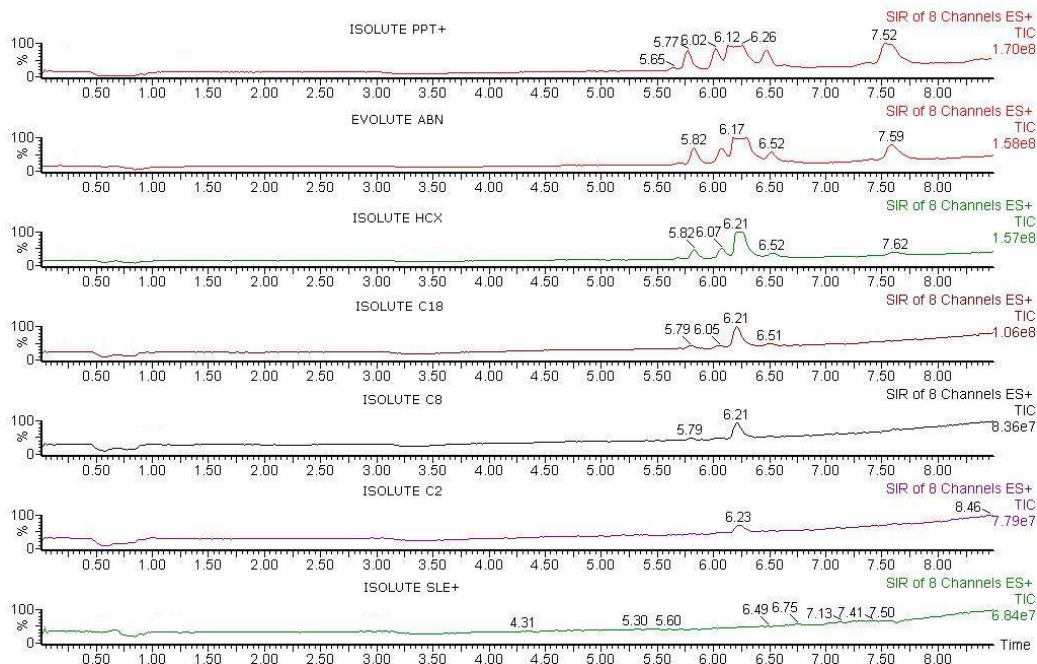 ISOLUTE PPT+
SIR of 8 Channels ES+
TIC
1.70e8
100
%
0
5.65
5.77
6.02
6.12
6.26
7.52
0.50 1.00 1.50 2.00 2.50 3.00 3.50 4.00 4.50 5.00 5.50 6.00 6.50 7.00 7.50 8.00
EVOLUTE ABN
SIR of 8 Channels ES+
TIC
1.58e8
100
%
0
5.82
6.17
6.52
7.59
0.50 1.00 1.50 2.00 2.50 3.00 3.50 4.00 4.50 5.00 5.50 6.00 6.50 7.00 7.50 8.00
ISOLUTE HCX
SIR of 8 Channels ES+
TIC
1.57e8
100
%
0
5.82
6.07
6.21
6.52
7.62
0.50 1.00 1.50 2.00 2.50 3.00 3.50 4.00 4.50 5.00 5.50 6.00 6.50 7.00 7.50 8.00
ISOLUTE C18
SIR of 8 Channels ES+
TIC
1.06e8
100
%
0
5.79
6.05
6.21
6.51
0.50 1.00 1.50 2.00 2.50 3.00 3.50 4.00 4.50 5.00 5.50 6.00 6.50 7.00 7.50 8.00
ISOLUTE C8
SIR of 8 Channels ES+
TIC
8.36e7
100
%
0
5.79
6.21
0.50 1.00 1.50 2.00 2.50 3.00 3.50 4.00 4.50 5.00 5.50 6.00 6.50 7.00 7.50 8.00
ISOLUTE C2
SIR of 8 Channels ES+
TIC
7.79e7
100
%
0
6.23
8.46
0.50 1.00 1.50 2.00 2.50 3.00 3.50 4.00 4.50 5.00 5.50 6.00 6.50 7.00 7.50 8.00
ISOLUTE SLE+
SIR of 8 Channels ES+
TIC
6.84e7
100
%
0
4.31
5.30
5.60
6.49
6.75
7.13
7.41
7.50
Time
0.50 1.00 1.50 2.00 2.50 3.00 3.50 4.00 4.50 5.00 5.50 6.00 6.50 7.00 7.50 8.00